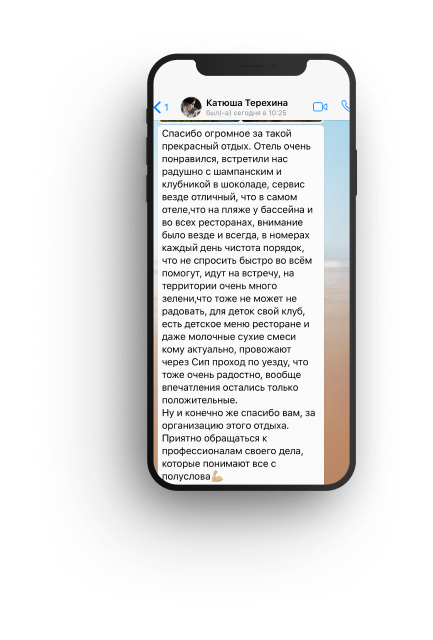 1
Катюша Терехина
был(-а) сегодня в 10:25
Спасибо огромное за такой
прекрасный отдых. Отель очень
понравился, встретили нас
радушно с шампанским и
клубникой в шоколаде, сервис
везде отличный, что в самом
отеле,что на пляже у бассейна и
во всех ресторанах, внимание
было везде и всегда, в номерах
каждый день чистота порядок,
что не спросить быстро во всём
помогут, идут на встречу, на
территории очень много
зелени,что тоже не может не
радовать, для деток свой клуб,
есть детское меню ресторане и
даже молочные сухие смеси
кому актуально, провожают
через Сип проход по уезду, что
тоже очень радостно, вообще
впечатления остались только
положительные.
Ну и конечно же спасибо вам, за
организацию этого отдыха.
Приятно обращаться к
профессионалам своего дела,
которые понимают все с
полуслова💪🏼